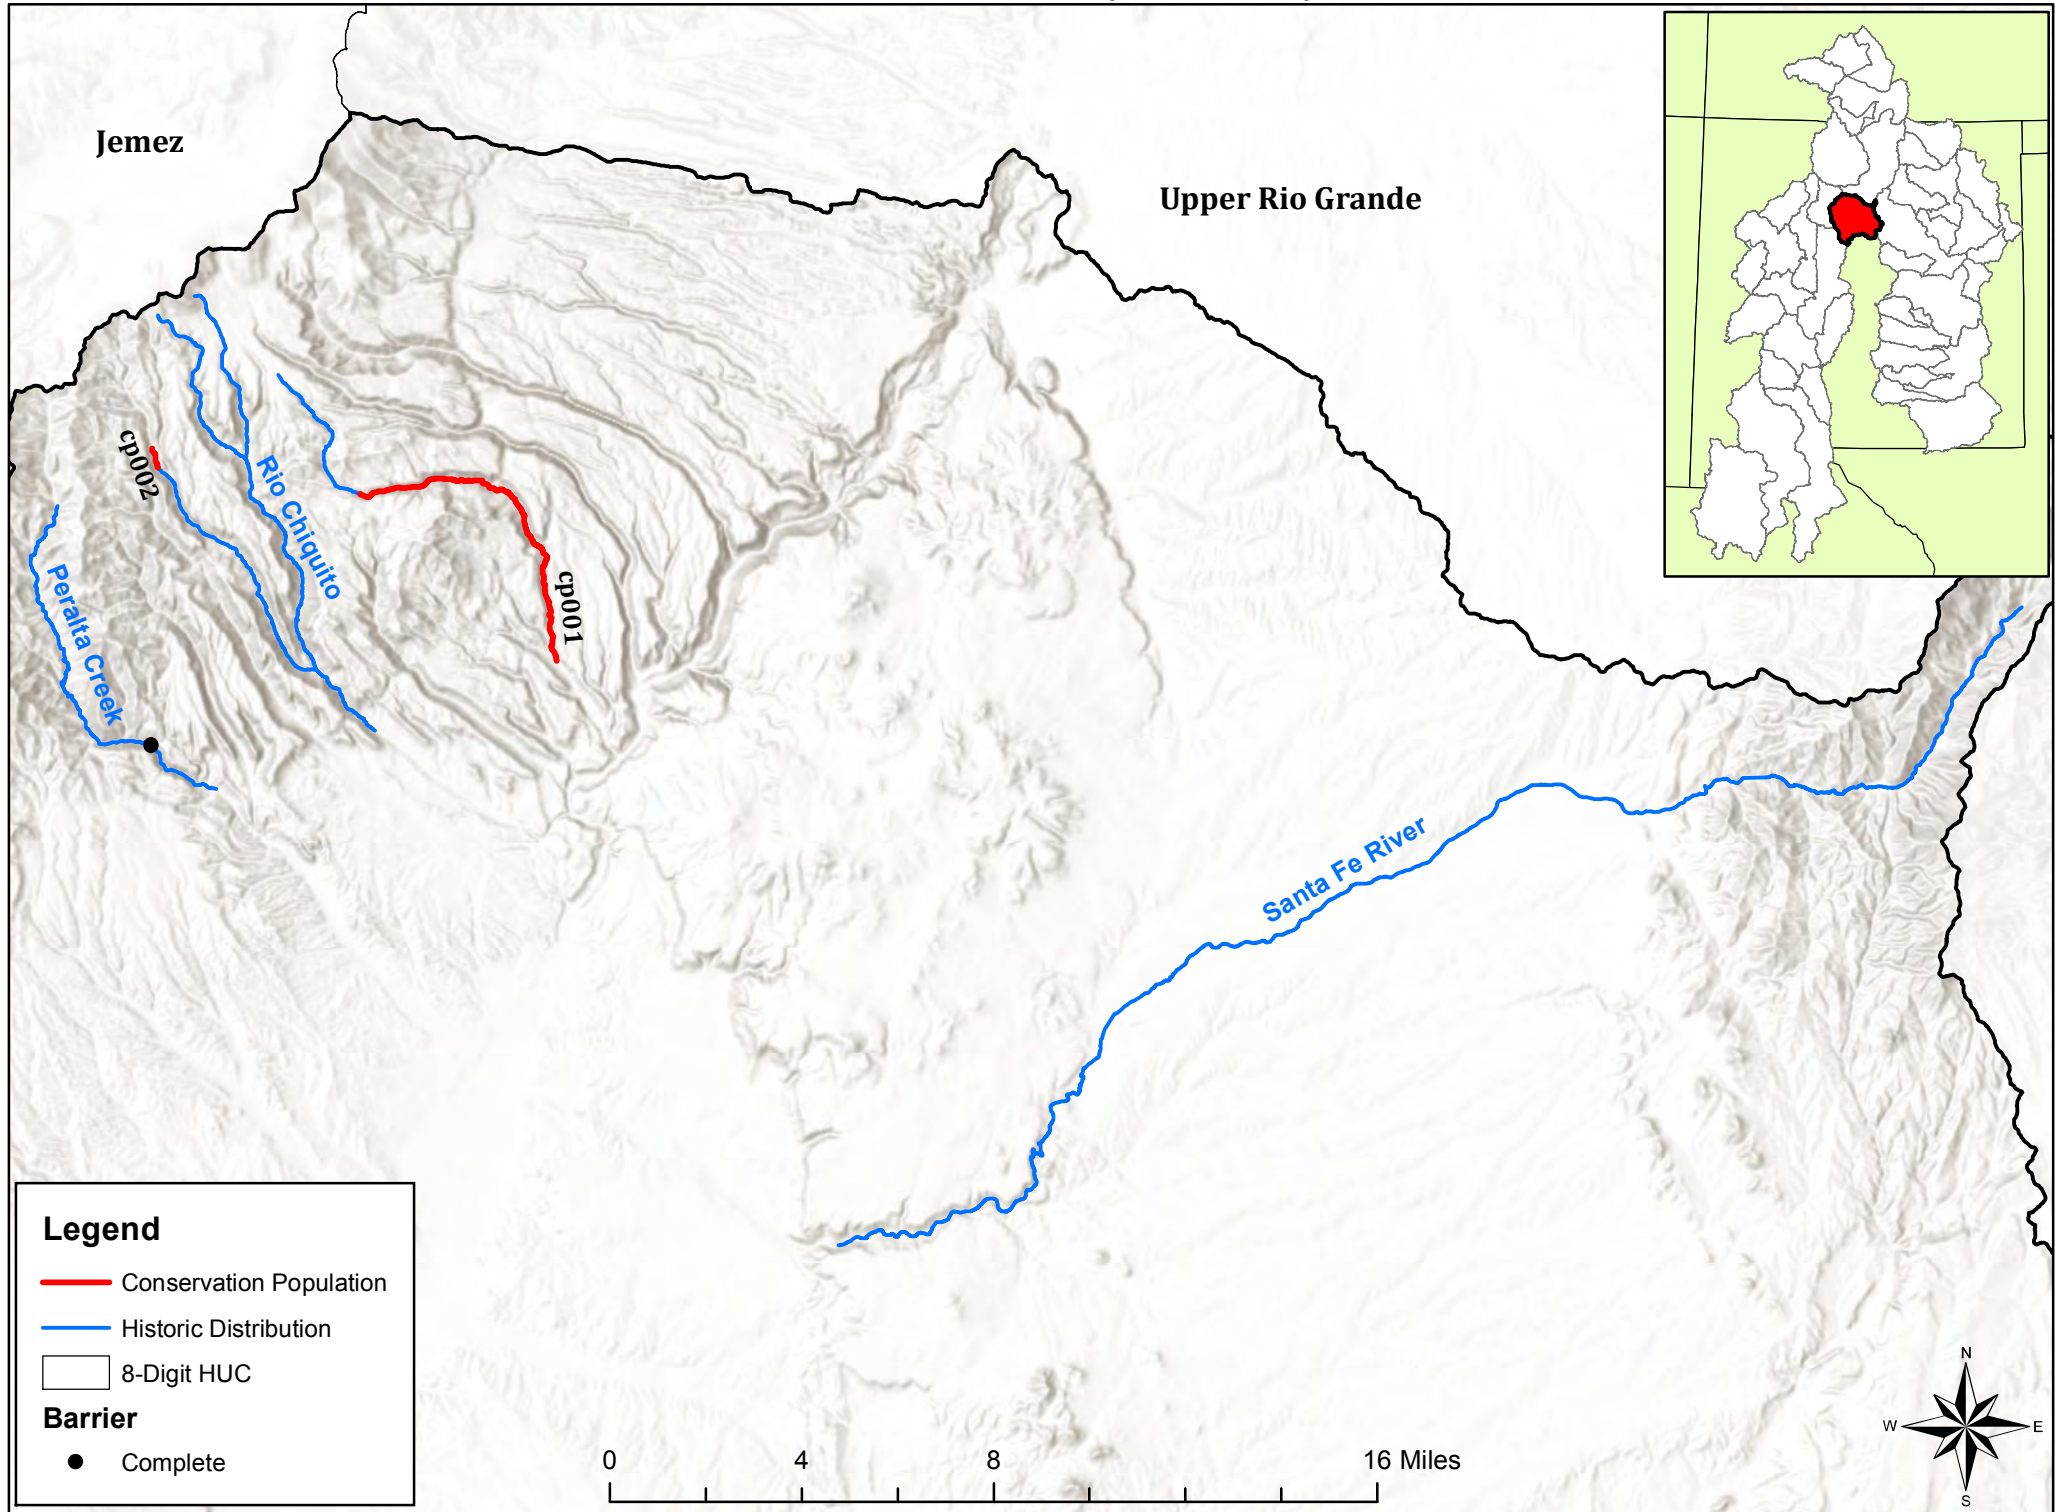 Jemez
Upper Rio Grande
cp002
Rio Chiquito
cp001
Peralta Creek
Santa Fe River
Legend
Conservation Population
Historic Distribution
8-Digit HUC
Barrier
Complete
0 4 8 16 Miles
N
W E
S